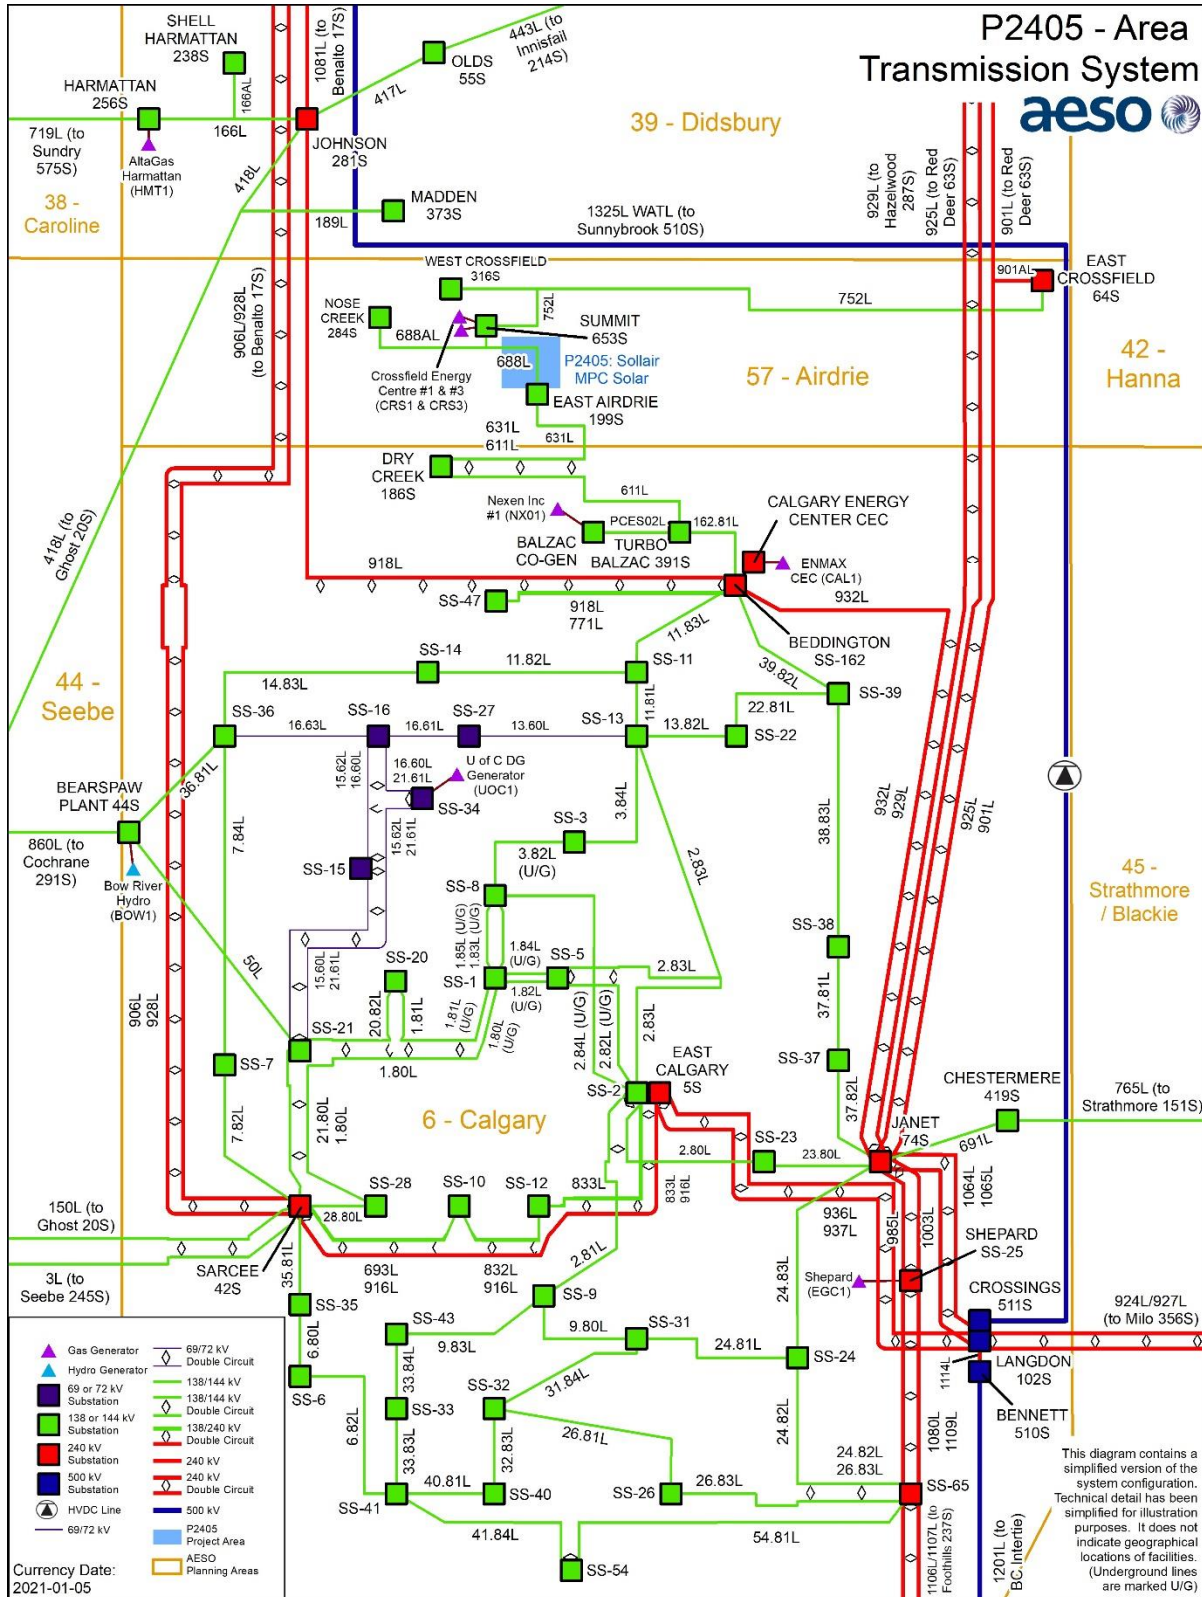 P2405 - Area
Transmission System
aeso
SHELL
HARMATTAN
238S
1081L (to
Benalto 17S)
443L (to
Innisfail
214S)
OLDS
55S
417L
HARMATTAN
256S
166AL
166L
719L (to
Sundry
575S)
AltaGas
Harmattan
(HMT1)
JOHNSON
281S
39 - Didsbury
38 -
Caroline
418L
MADDEN
373S
189L
1325L WATL (to
Sunnybrook 510S)
929L (to
Hazelwood
287S)
925L (to Red
Deer 63S)
901L (to Red
Deer 63S)
906L/928L
(to Benalto 17S)
WEST CROSSFIELD
316S
901AL
EAST
CROSSFIELD
64S
752L
752L
NOSE
CREEK
284S
688AL
SUMMIT
653S
688L
P2405: Sollair
MPC Solar
Crossfield Energy
Centre #1 & #3
(CRS1 & CRS3)
57 - Airdrie
42 -
Hanna
EAST AIRDRIE
199S
631L
611L
631L
DRY
CREEK
186S
418L (to
Ghost 20S)
611L
Nexen Inc
#1 (NX01)
PCES02L
162.81L
BALZAC
CO-GEN
TURBO
BALZAC 391S
CALGARY ENERGY
CENTER CEC
ENMAX
CEC (CAL1)
918L
SS-47
918L
771L
932L
BEDDINGTON
SS-162
11.83L
39.82L
SS-14
11.82L
SS-11
14.83L
44 -
Seebe
SS-36
16.63L
SS-16
16.61L
SS-27
13.60L
SS-13
11.81L
13.82L
22.81L
SS-22
SS-39
15.62L
16.60L
16.60L
21.61L
U of C DG
Generator
(UOC1)
SS-34
BEARSPAW
PLANT 44S
36.81L
860L (to
Cochrane
291S)
Bow River
Hydro
(BOW1)
7.84L
15.62L
21.61L
SS-15
SS-3
3.84L
3.82L
(U/G)
2.83L
38.83L
932L
929L
925L
901L
45 -
Strathmore
/ Blackie
SS-8
1.85L (U/G)
1.83L (U/G)
1.84L
(U/G)
SS-5
2.83L
SS-38
50L
15.60L
21.61L
SS-20
SS-1
1.82L
(U/G)
906L
928L
20.82L
1.81L
1.81L
(U/G)
1.80L
(U/G)
2.84L (U/G)
2.82L (U/G)
2.83L
37.81L
SS-21
1.80L
SS-7
EAST
CALGARY
5S
SS-2
SS-37
37.82L
CHESTERMERE
419S
765L (to
Strathmore 151S)
6 - Calgary
7.82L
21.80L
1.80L
JANET
74S
691L
2.80L
SS-23
23.80L
SS-28
28.80L
SS-10
SS-12
833L
833L
916L
150L (to
Ghost 20S)
3L (to
Seebe 245S)
SARCEE
42S
35.81L
693L
916L
832L
916L
2.81L
936L
937L
985L
1003L
1064L
1065L
SHEPARD
SS-25
Shepard
(EGC1)
24.83L
CROSSINGS
511S
924L/927L
(to Milo 356S)
LANGDON
102S
1114L
BENNETT
510S
SS-35
SS-43
9.83L
SS-9
9.80L
SS-31
24.81L
SS-24
6.80L
SS-6
33.84L
SS-32
31.84L
SS-33
26.81L
24.82L
1080L
1109L
6.82L
33.83L
32.83L
24.82L
26.83L
SS-41
40.81L
SS-40
SS-26
26.83L
SS-65
41.84L
54.81L
SS-54
1106L/1107L (to
Foothills 237S)
1201L (to
BC.Intertie)
Gas Generator
Hydro Generator
69 or 72 kV
Substation
138 or 144 kV
Substation
240 kV
Substation
500 kV
Substation
HVDC Line
69/72 kV
69/72 kV
Double Circuit
138/144 kV
138/144 kV
Double Circuit
138/240 kV
Double Circuit
240 kV
240 kV
Double Circuit
500 kV
P2405
Project Area
AESO
Planning Areas
Currency Date:
2021-01-05
This diagram contains a
simplified version of the
system configuration.
Technical detail has been
simplified for illustration
purposes. It does not
indicate geographical
locations of facilities.
(Underground lines
are marked U/G)